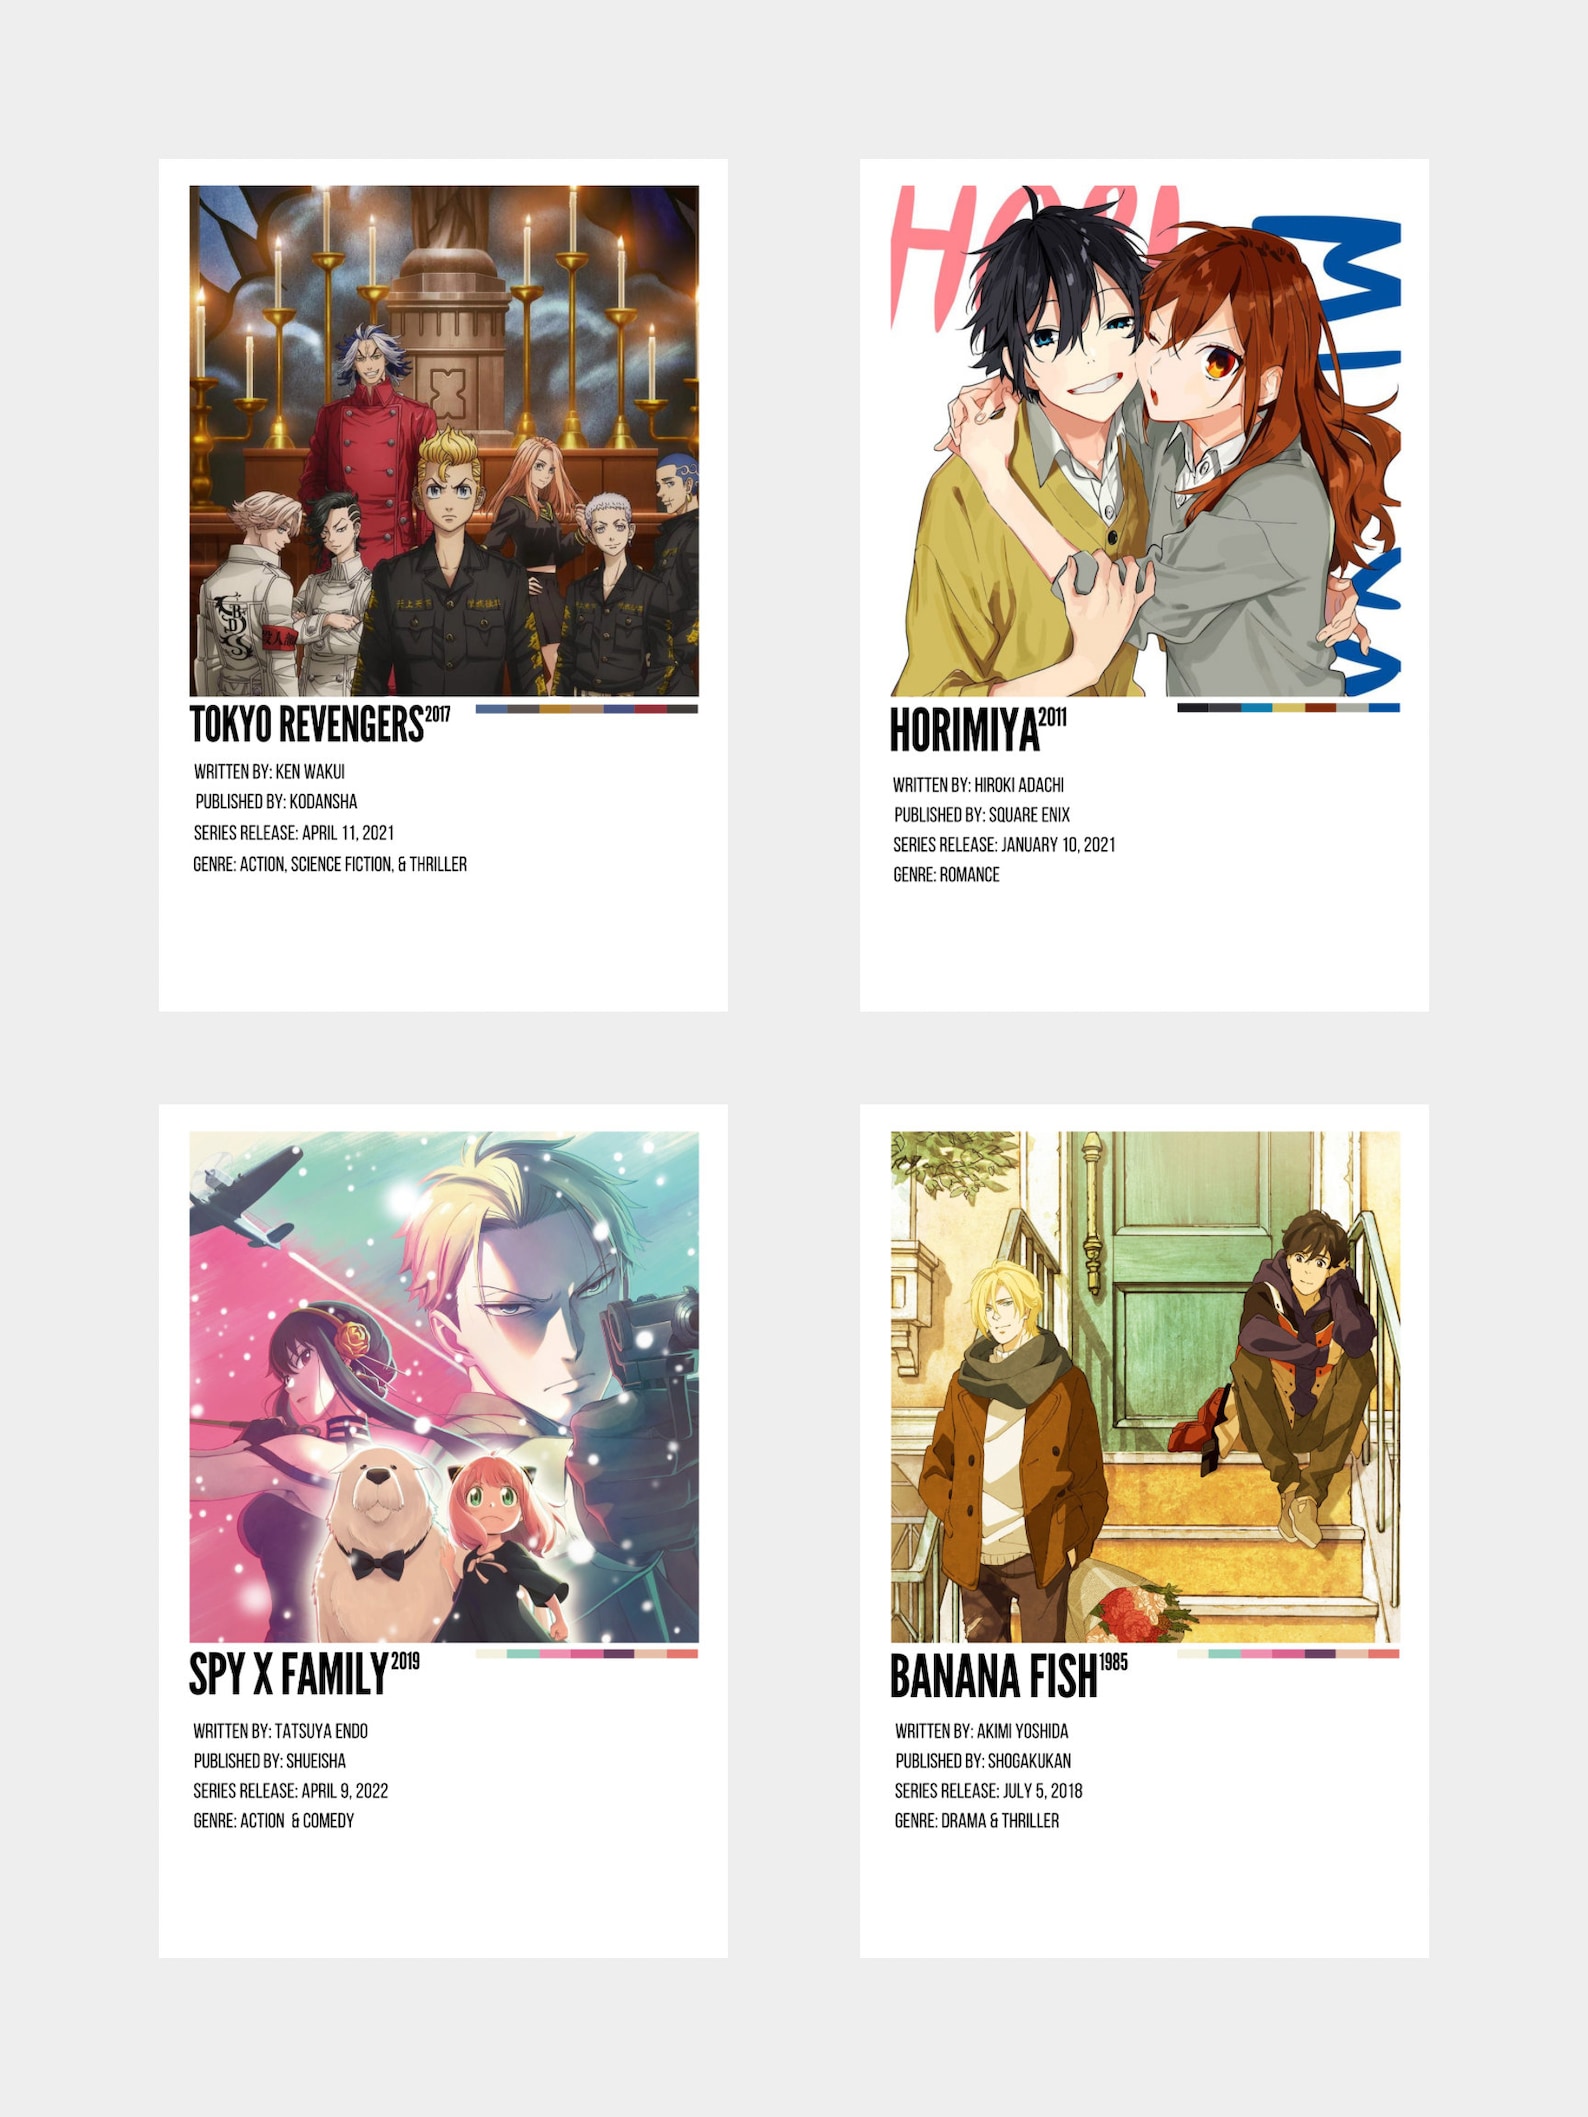 TOKYO REVENGERS 2017
WRITTEN BY: KEN WAKUI
PUBLISHED BY: KODANSHA
SERIES RELEASE: APRIL 11, 2021
GENRE: ACTION, SCIENCE FICTION, & THRILLER
HORI
MIYA
HORIMIYA 2011
WRITTEN BY: HIROKI ADACHI
PUBLISHED BY: SQUARE ENIX
SERIES RELEASE: JANUARY 10, 2021
GENRE: ROMANCE
SPY X FAMILY 2019
WRITTEN BY: TATSUYA ENDO
PUBLISHED BY: SHUEISHA
SERIES RELEASE: APRIL 9, 2022
GENRE: ACTION & COMEDY
BANANA FISH 1985
WRITTEN BY: AKIMI YOSHIDA
PUBLISHED BY: SHOGAKUKAN
SERIES RELEASE: JULY 5, 2018
GENRE: DRAMA & THRILLER